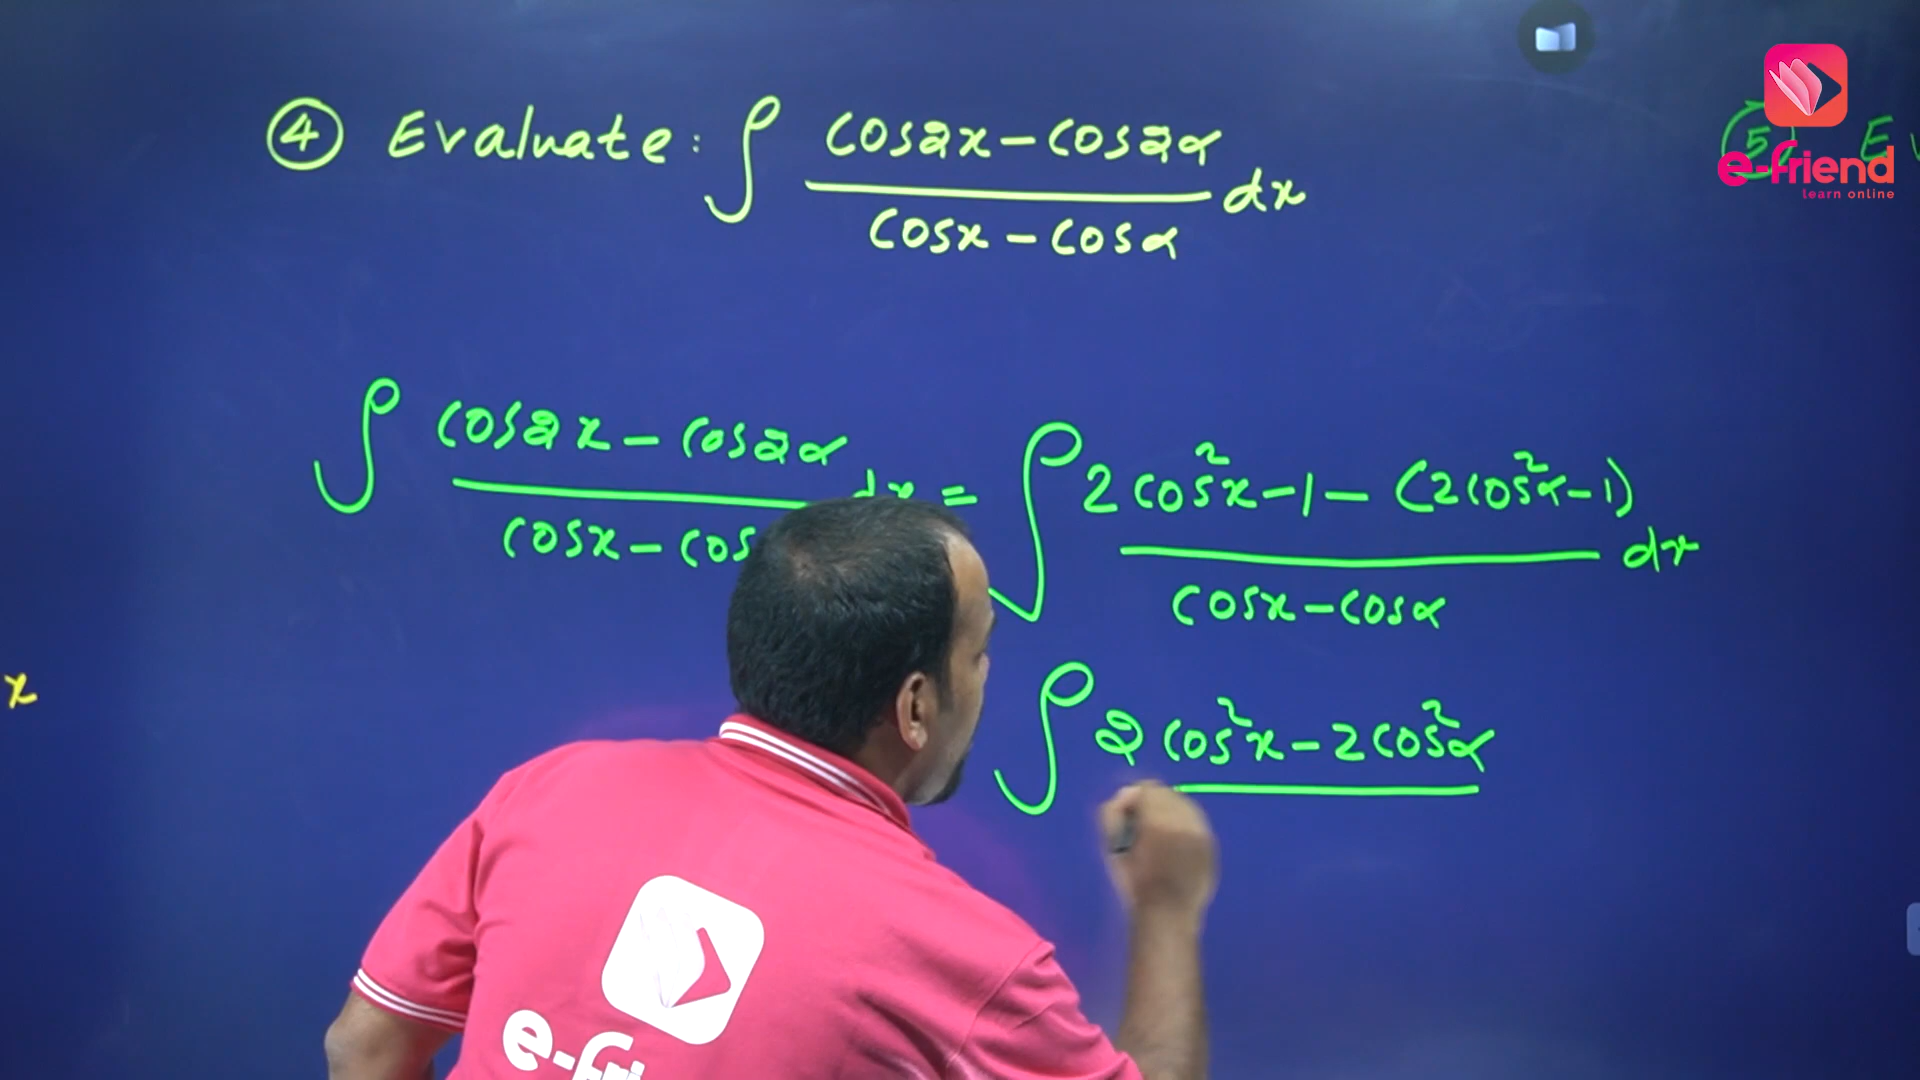 ④ Evaluate: ∫ (cos2x − cos2α)/(cosx − cosα) dx
⑤ E
e-friend
learn online
∫ (cos2x − cos2α)/(cosx − cos dx = ∫ (2cos²x − 1 − (2cos²α − 1))/(cosx − cosα) dx
x
∫ 2cos²x − 2cos²α